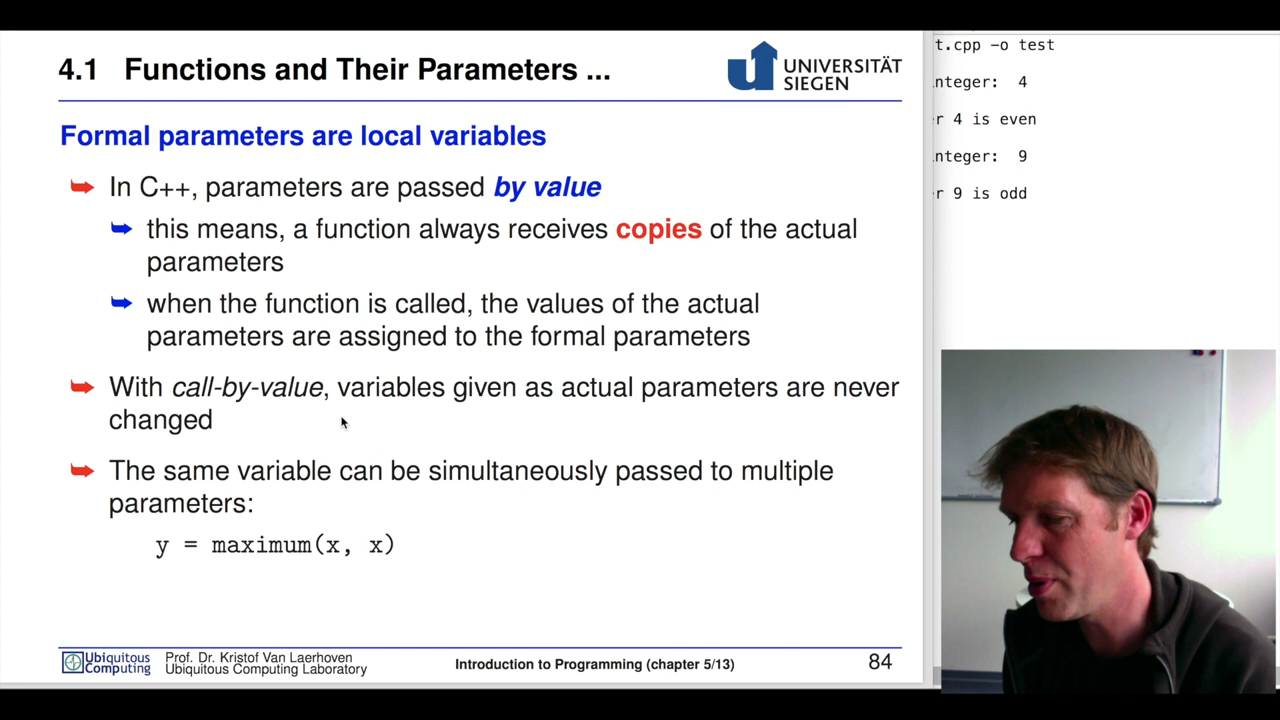 4.1 Functions and Their Parameters ...
UNIVERSITÄT
SIEGEN
Formal parameters are local variables
In C++, parameters are passed by value
this means, a function always receives copies of the actual
parameters
when the function is called, the values of the actual
parameters are assigned to the formal parameters
With call-by-value, variables given as actual parameters are never
changed
The same variable can be simultaneously passed to multiple
parameters:
y = maximum(x, x)
Ubiquitous
Computing
Prof. Dr. Kristof Van Laerhoven
Ubiquitous Computing Laboratory
Introduction to Programming (chapter 5/13)
84
t.cpp -o test
nteger: 4
r 4 is even
nteger: 9
r 9 is odd